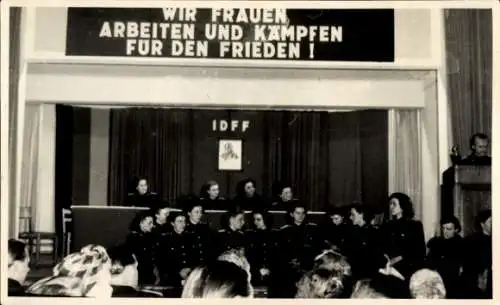 WIR FRAUEN
ARBEITEN UND KÄMPFEN
FÜR DEN FRIEDEN !
IDFF